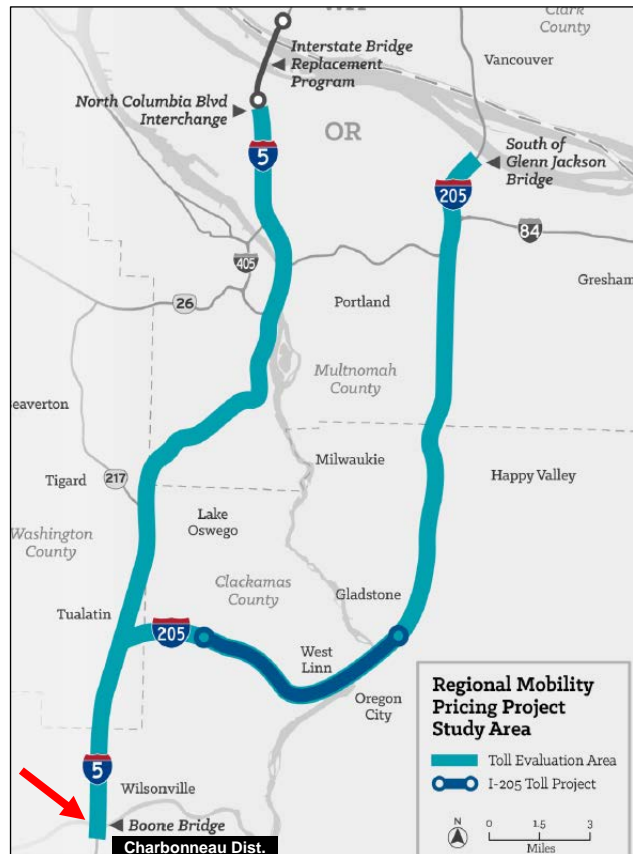 WA
Clark
County
Interstate Bridge
Replacement
Program
Vancouver
North Columbia Blvd
Interchange
OR
5
South of
Glenn Jackson
Bridge
205
84
405
Gresham
26
Portland
Multnomah
County
Beaverton
Milwaukie
Happy Valley
Tigard
217
Lake
Oswego
Washington
County
Clackamas
County
Gladstone
Tualatin
205
West
Linn
Oregon
City
Regional Mobility
Pricing Project
Study Area
Toll Evaluation Area
I-205 Toll Project
5
Wilsonville
Boone Bridge
Charbonneau Dist.
N
0 1.5 3
Miles